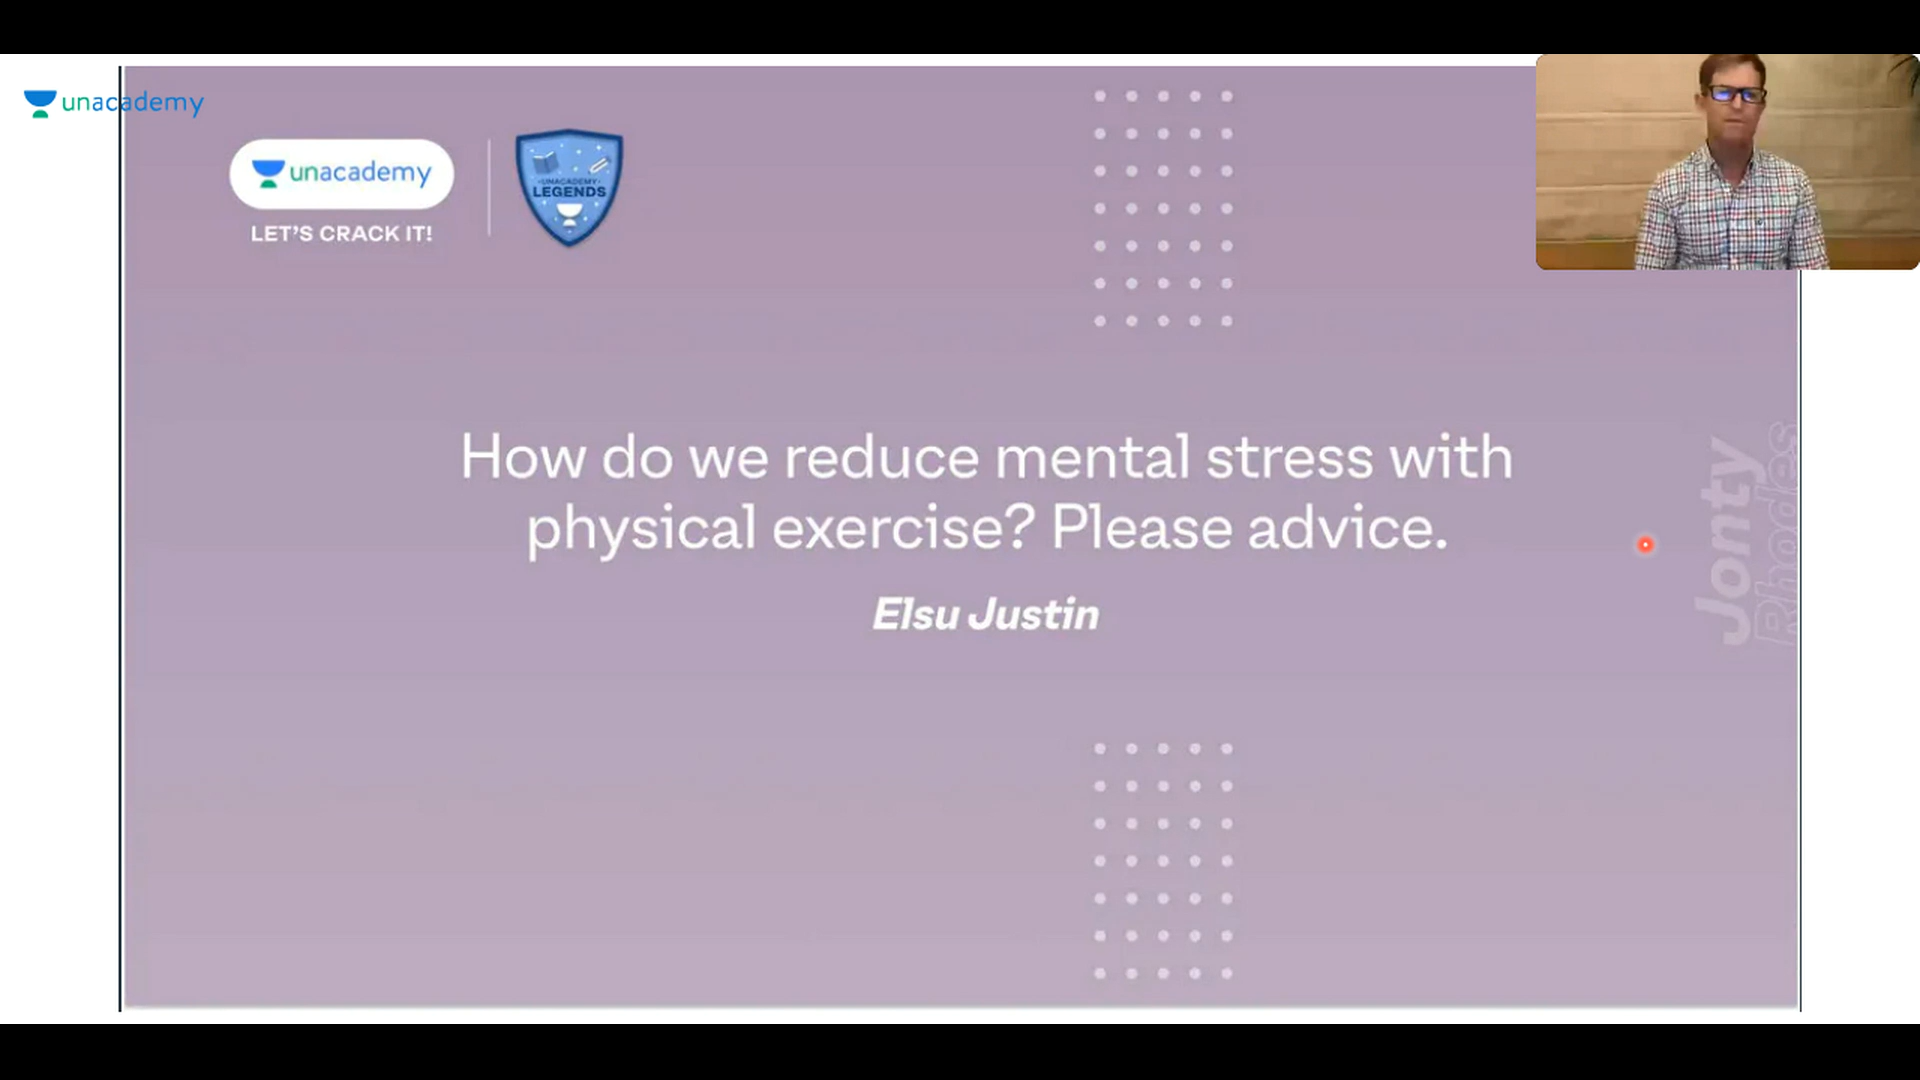 unacademy
unacademy
LET'S CRACK IT!
UNACADEMY
LEGENDS
How do we reduce mental stress with
physical exercise? Please advice.
Elsu Justin
Jonty
Rhodes